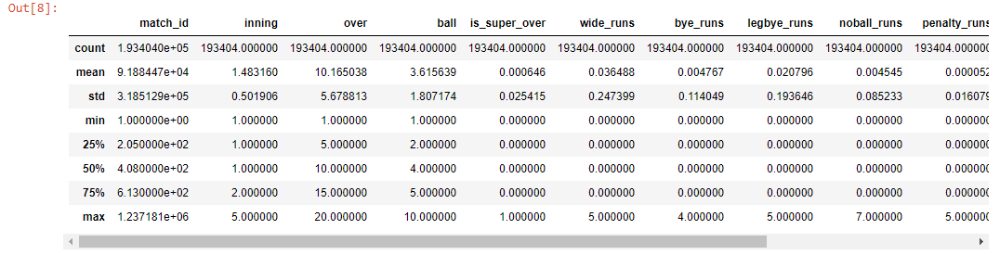 Out[8]:
match_id inning over ball is_super_over wide_runs bye_runs legbye_runs noball_runs penalty_runs
count 1.934040e+05 193404.000000 193404.000000 193404.000000 193404.000000 193404.000000 193404.000000 193404.000000 193404.000000 193404.00000
mean 9.188447e+04 1.483160 10.165038 3.615639 0.000646 0.036488 0.004767 0.020796 0.004545 0.000052
std 3.185129e+05 0.501906 5.678813 1.807174 0.025415 0.247399 0.114049 0.193646 0.085233 0.016079
min 1.000000e+00 1.000000 1.000000 1.000000 0.000000 0.000000 0.000000 0.000000 0.000000 0.000000
25% 2.050000e+02 1.000000 5.000000 2.000000 0.000000 0.000000 0.000000 0.000000 0.000000 0.000000
50% 4.080000e+02 1.000000 10.000000 4.000000 0.000000 0.000000 0.000000 0.000000 0.000000 0.000000
75% 6.130000e+02 2.000000 15.000000 5.000000 0.000000 0.000000 0.000000 0.000000 0.000000 0.000000
max 1.237181e+06 5.000000 20.000000 10.000000 1.000000 5.000000 4.000000 5.000000 7.000000 5.000000